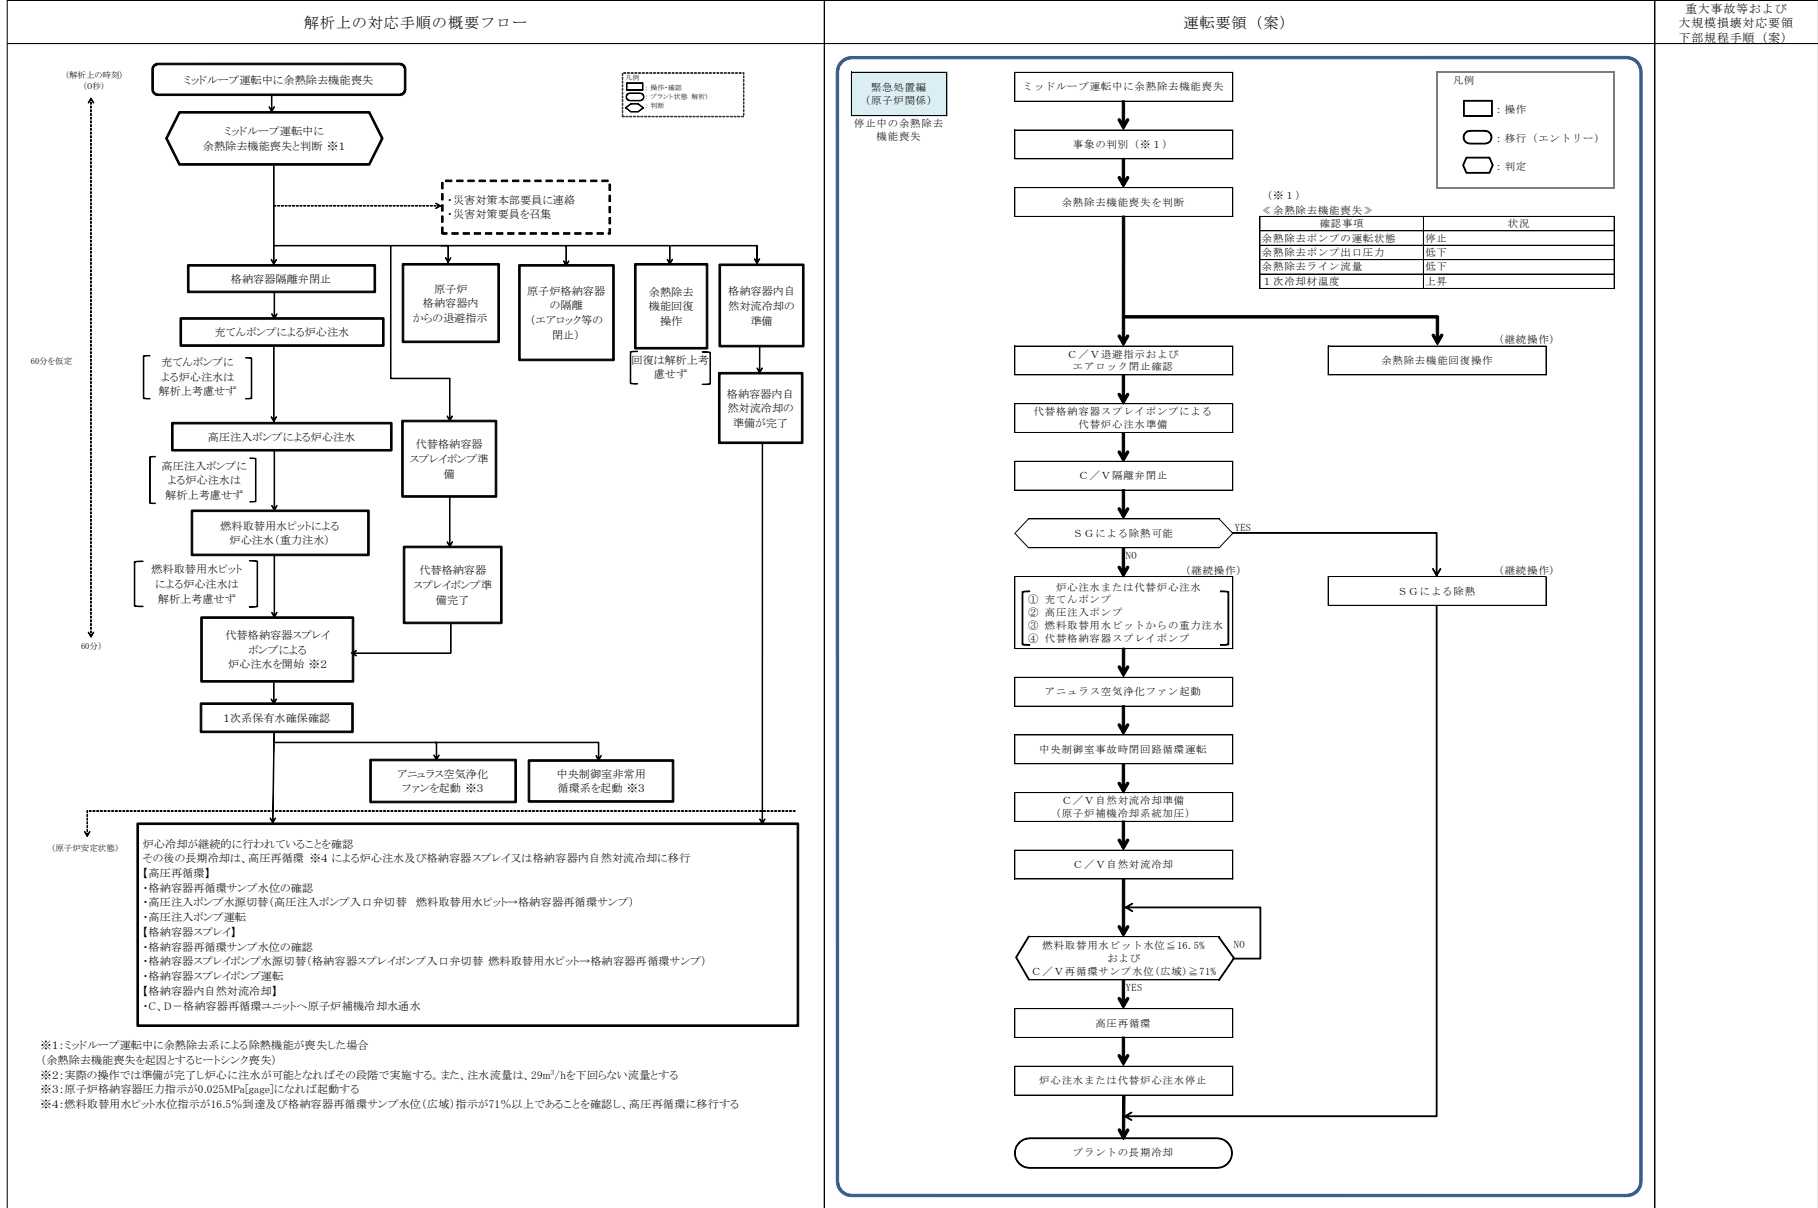 解析上の対応手順の概要フロー
運転要領（案）
重大事故等および
大規模損壊対応要領
下部規程手順（案）
(解析上の時刻)
(0秒)
ミッドループ運転中に余熱除去機能喪失
凡例
：操作・確認
：プラント状態 解析)
：判断
ミッドループ運転中に
余熱除去機能喪失と判断 ※1
・災害対策本部要員に連絡
・災害対策要員を召集
格納容器隔離弁閉止
原子炉
格納容器内
からの退避指示
原子炉格納容器
の隔離
(エアロック等の
閉止)
余熱除去
機能回復
操作
格納容器内自
然対流冷却の
準備
充てんポンプによる炉心注水
60分を仮定
充てんポンプに
よる炉心注水は
解析上考慮せず
回復は解析上考
慮せず
格納容器内自
然対流冷却の
準備が完了
高圧注入ポンプによる炉心注水
代替格納容器
スプレイポンプ準
備
高圧注入ポンプに
よる炉心注水は
解析上考慮せず
燃料取替用水ピットによる
炉心注水(重力注水)
燃料取替用水ピット
による炉心注水は
解析上考慮せず
代替格納容器
スプレイポンプ準
備完了
代替格納容器スプレイ
ポンプによる
炉心注水を開始 ※2
60分)
1次系保有水確保確認
アニュラス空気浄化
ファンを起動 ※3
中央制御室非常用
循環系を起動 ※3
(原子炉安定状態)
炉心冷却が継続的に行われていることを確認
その後の長期冷却は、高圧再循環 ※4 による炉心注水及び格納容器スプレイ又は格納容器内自然対流冷却に移行
【高圧再循環】
・格納容器再循環サンプ水位の確認
・高圧注入ポンプ水源切替(高圧注入ポンプ入口弁切替　燃料取替用水ピット→格納容器再循環サンプ)
・高圧注入ポンプ運転
【格納容器スプレイ】
・格納容器再循環サンプ水位の確認
・格納容器スプレイポンプ水源切替(格納容器スプレイポンプ入口弁切替 燃料取替用水ピット→格納容器再循環サンプ)
・格納容器スプレイポンプ運転
【格納容器内自然対流冷却】
・C、D－格納容器再循環ユニットへ原子炉補機冷却水通水
※1：ミッドループ運転中に余熱除去系による除熱機能が喪失した場合
(余熱除去機能喪失を起因とするヒートシンク喪失)
※2：実際の操作では準備が完了し炉心に注水が可能となればその段階で実施する。また、注水流量は、29m³/hを下回らない流量とする
※3：原子炉格納容器圧力指示が0.025MPa[gage]になれば起動する
※4：燃料取替用水ピット水位指示が16.5％到達及び格納容器再循環サンプ水位(広域)指示が71％以上であることを確認し、高圧再循環に移行する
緊急処置編
（原子炉関係）
停止中の余熱除去
機能喪失
ミッドループ運転中に余熱除去機能喪失
凡例
：操作
：移行（エントリー）
：判定
事象の判別（※１）
余熱除去機能喪失を判断
（※１）
≪余熱除去機能喪失≫
確認事項 状況
余熱除去ポンプの運転状態 停止
余熱除去ポンプ出口圧力 低下
余熱除去ライン流量 低下
１次冷却材温度 上昇
(継続操作)
Ｃ／Ｖ退避指示および
エアロック閉止確認
余熱除去機能回復操作
代替格納容器スプレイポンプによる
代替炉心注水準備
Ｃ／Ｖ隔離弁閉止
ＳＧによる除熱可能
YES
NO
(継続操作)
(継続操作)
炉心注水または代替炉心注水
① 充てんポンプ
② 高圧注入ポンプ
③ 燃料取替用水ピットからの重力注水
④ 代替格納容器スプレイポンプ
ＳＧによる除熱
アニュラス空気浄化ファン起動
中央制御室事故時閉回路循環運転
Ｃ／Ｖ自然対流冷却準備
（原子炉補機冷却系統加圧）
Ｃ／Ｖ自然対流冷却
燃料取替用水ピット水位≦16.5%
および
Ｃ／Ｖ再循環サンプ水位(広域)≧71%
NO
YES
高圧再循環
炉心注水または代替炉心注水停止
プラントの長期冷却